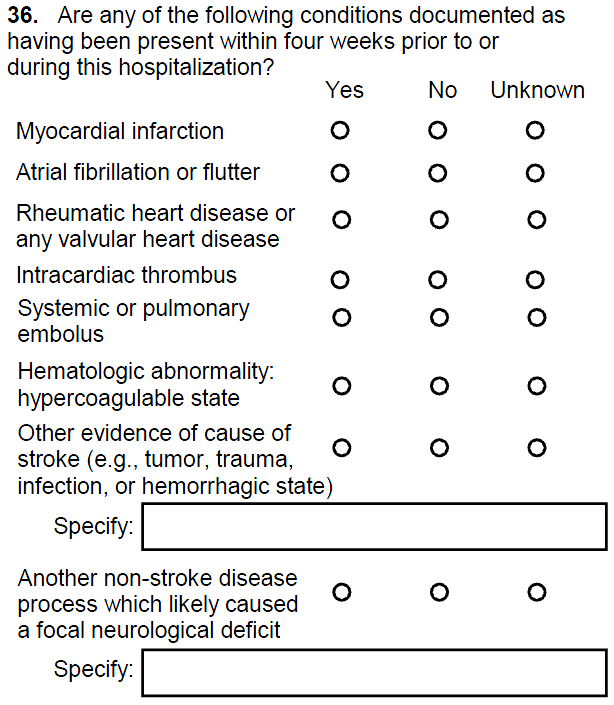 36. Are any of the following conditions documented as
having been present within four weeks prior to or
during this hospitalization?
Yes No Unknown
Myocardial infarction
Atrial fibrillation or flutter
Rheumatic heart disease or
any valvular heart disease
Intracardiac thrombus
Systemic or pulmonary
embolus
Hematologic abnormality:
hypercoagulable state
Other evidence of cause of
stroke (e.g., tumor, trauma,
infection, or hemorrhagic state)
Specify:
Another non-stroke disease
process which likely caused
a focal neurological deficit
Specify: